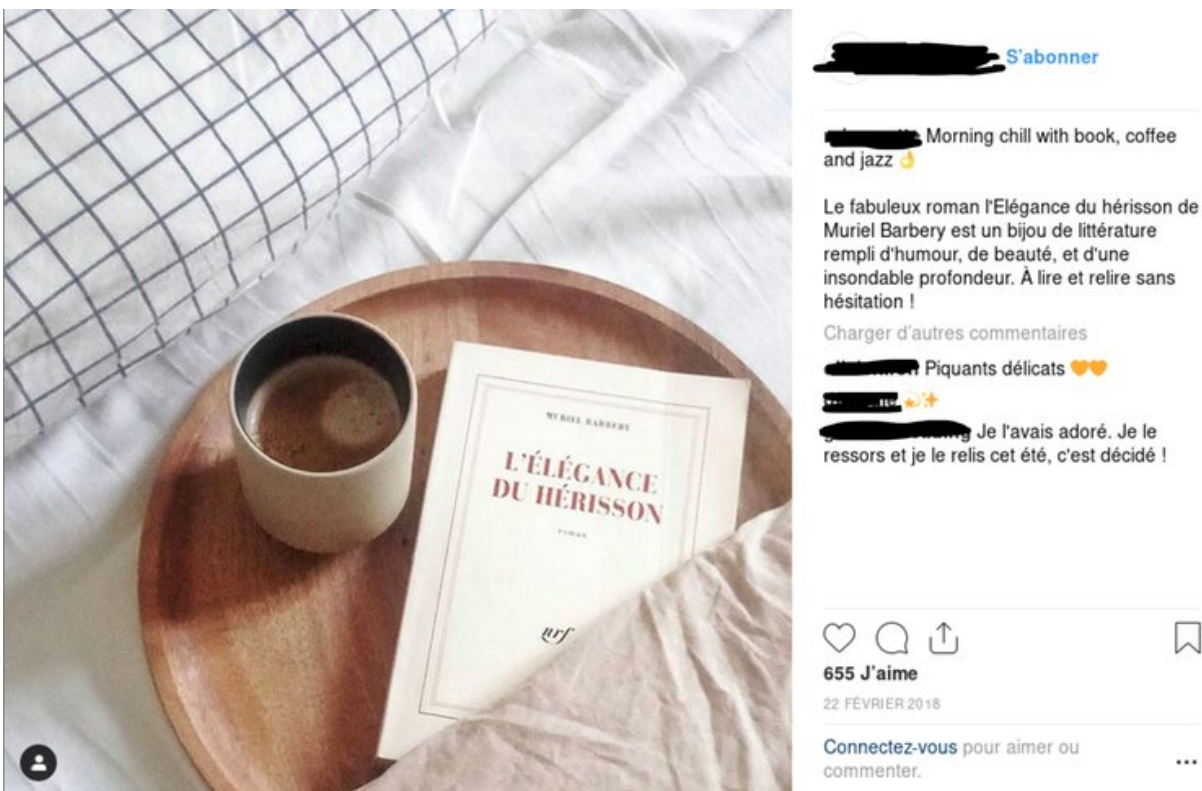 MURIEL BARBERY
L'ÉLÉGANCE
DU HÉRISSON
roman
nrf
S'abonner
Morning chill with book, coffee
and jazz 👌
Le fabuleux roman l'Elégance du hérisson de
Muriel Barbery est un bijou de littérature
rempli d'humour, de beauté, et d'une
insondable profondeur. À lire et relire sans
hésitation !
Charger d'autres commentaires
Piquants délicats 🧡🧡
💫✨
Je l'avais adoré. Je le
ressors et je le relis cet été, c'est décidé !
655 J'aime
22 FÉVRIER 2018
Connectez-vous pour aimer ou
commenter.